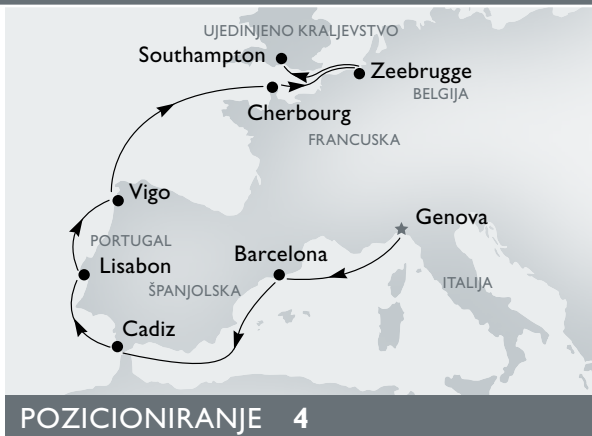 UJEDINJENO KRALJEVSTVO
Southampton
Zeebrugge
BELGIJA
Cherbourg
FRANCUSKA
Vigo
Genova
PORTUGAL
Barcelona
Lisabon
ITALIJA
ŠPANJOLSKA
Cadiz
POZICIONIRANJE 4